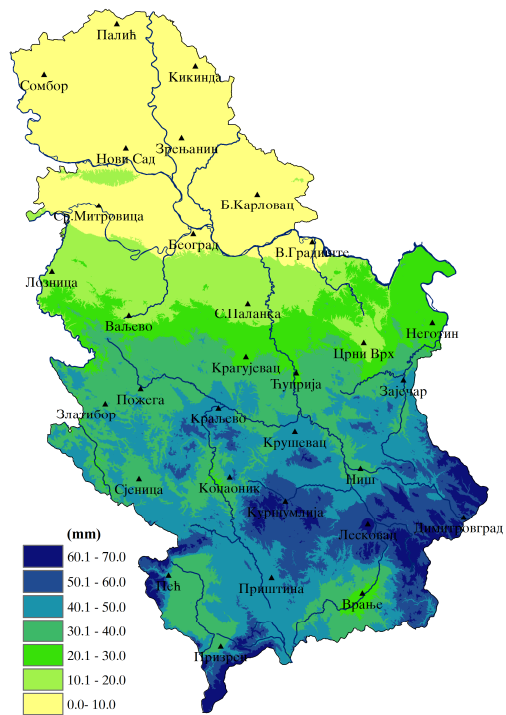 Палић
Кикинда
Сомбор
Зрењанин
Нови Сад
Б.Карловац
Ср.Митровица
Београд
В.Градиште
Лозница
С.Паланка
Ваљево
Неготин
Црни Врх
Крагујевац
Ћуприја
Зајечар
Пожега
Златибор
Краљево
Крушевац
Ниш
Сјеница
Копаоник
Куршумлија
Лесковац
Димитровград
(mm)
60.1 - 70.0
50.1 - 60.0
40.1 - 50.0
30.1 - 40.0
20.1 - 30.0
10.1 - 20.0
0.0- 10.0
Пећ
Приштина
Врање
Призрен